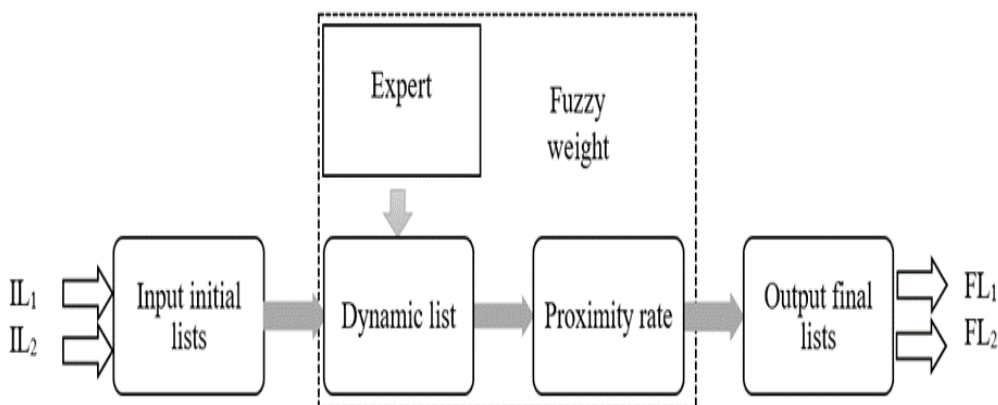 Expert
Fuzzy
weight
IL₁
IL₂
Input initial
lists
Dynamic list
Proximity rate
Output final
lists
FL₁
FL₂